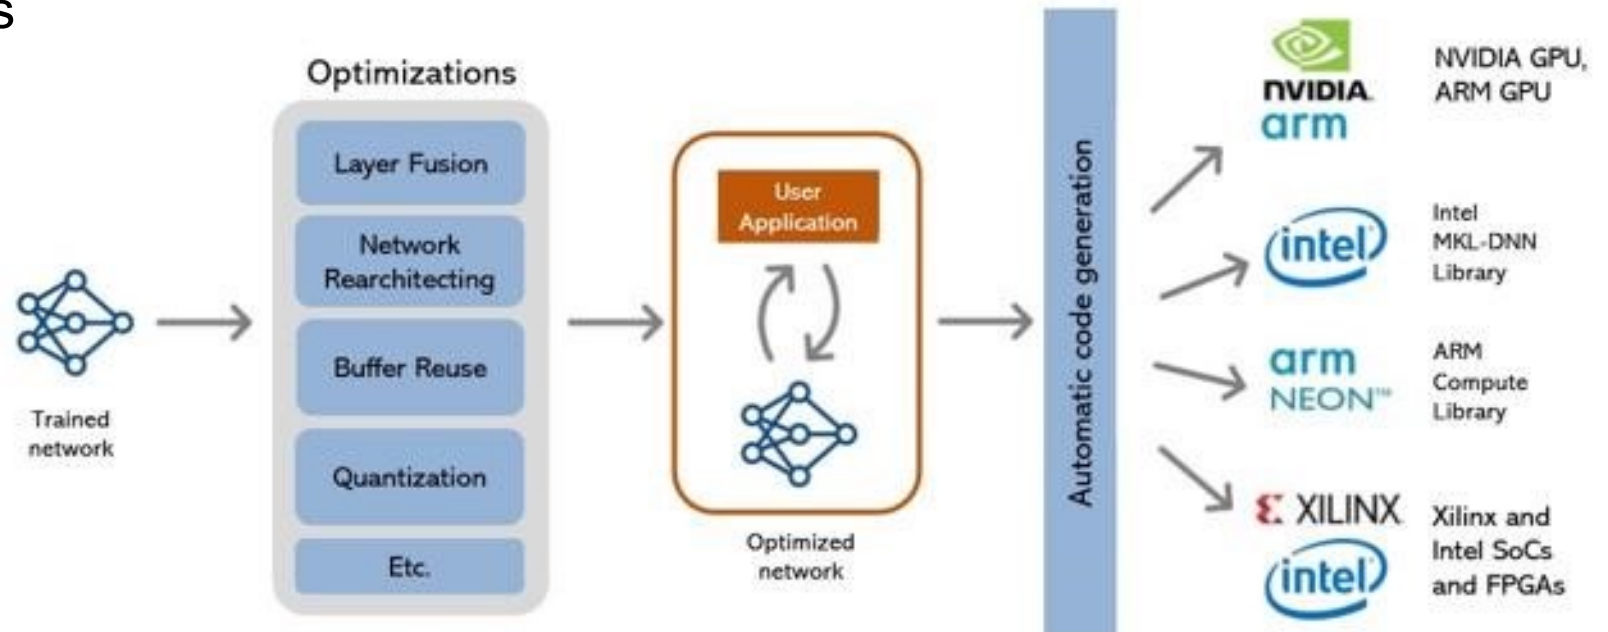 s
Optimizations
Layer Fusion
Network
Rearchitecting
Buffer Reuse
Quantization
Etc.
Trained
network
User
Application
Optimized
network
Automatic code generation
NVIDIA.
arm
NVIDIA GPU,
ARM GPU
intel
Intel
MKL-DNN
Library
arm
NEON™
ARM
Compute
Library
XILINX
intel
Xilinx and
Intel SoCs
and FPGAs